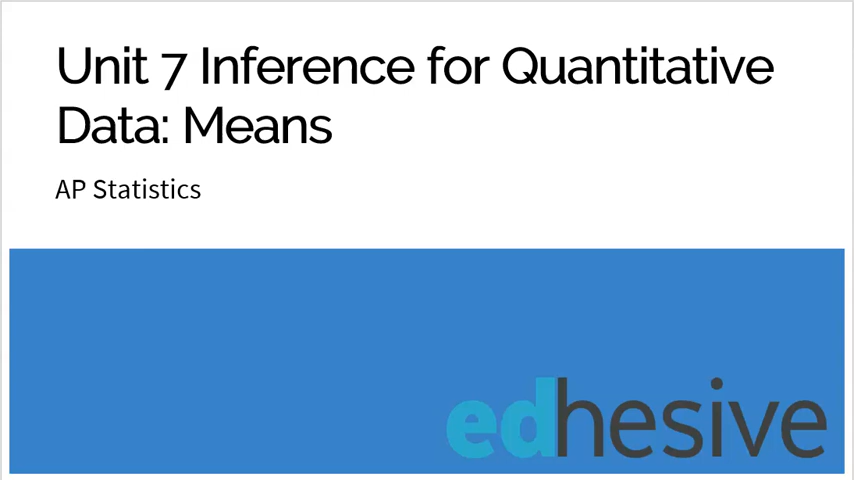 Unit 7 Inference for Quantitative
Data: Means
AP Statistics
edhesive